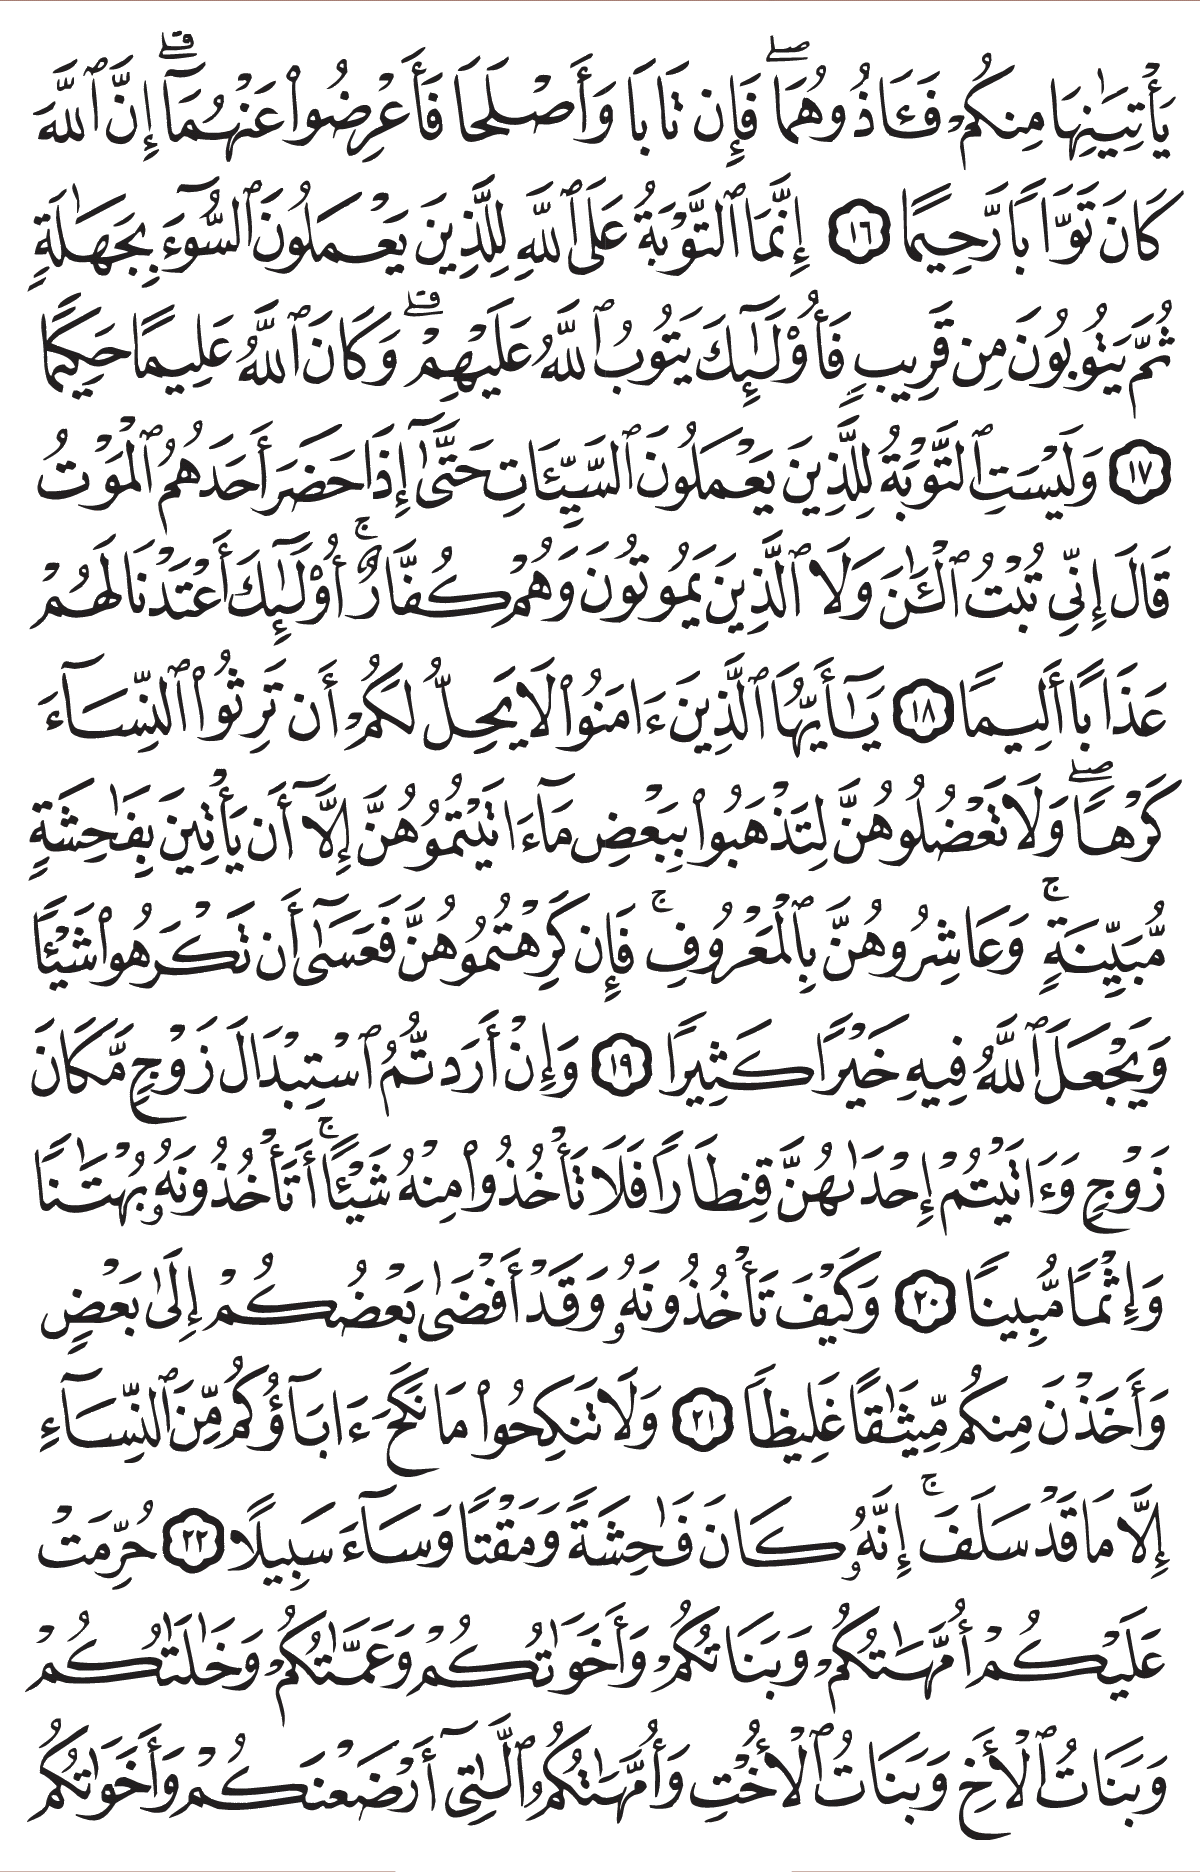 يَأْتِيَٰنِهَا مِنكُمْ فَـَٔاذُوهُمَا ۖ فَإِن تَابَا وَأَصْلَحَا فَأَعْرِضُوا۟ عَنْهُمَآ ۗ إِنَّ ٱللَّهَ
كَانَ تَوَّابًا رَّحِيمًا ١٦ إِنَّمَا ٱلتَّوْبَةُ عَلَى ٱللَّهِ لِلَّذِينَ يَعْمَلُونَ ٱلسُّوٓءَ بِجَهَٰلَةٍ
ثُمَّ يَتُوبُونَ مِن قَرِيبٍ فَأُو۟لَٰٓئِكَ يَتُوبُ ٱللَّهُ عَلَيْهِمْ ۗ وَكَانَ ٱللَّهُ عَلِيمًا حَكِيمًا
١٧ وَلَيْسَتِ ٱلتَّوْبَةُ لِلَّذِينَ يَعْمَلُونَ ٱلسَّيِّـَٔاتِ حَتَّىٰٓ إِذَا حَضَرَ أَحَدَهُمُ ٱلْمَوْتُ
قَالَ إِنِّى تُبْتُ ٱلْـَٰٔنَ وَلَا ٱلَّذِينَ يَمُوتُونَ وَهُمْ كُفَّارٌ ۚ أُو۟لَٰٓئِكَ أَعْتَدْنَا لَهُمْ
عَذَابًا أَلِيمًا ١٨ يَٰٓأَيُّهَا ٱلَّذِينَ ءَامَنُوا۟ لَا يَحِلُّ لَكُمْ أَن تَرِثُوا۟ ٱلنِّسَآءَ
كَرْهًا ۖ وَلَا تَعْضُلُوهُنَّ لِتَذْهَبُوا۟ بِبَعْضِ مَآ ءَاتَيْتُمُوهُنَّ إِلَّآ أَن يَأْتِينَ بِفَٰحِشَةٍ
مُّبَيِّنَةٍ ۚ وَعَاشِرُوهُنَّ بِٱلْمَعْرُوفِ ۚ فَإِن كَرِهْتُمُوهُنَّ فَعَسَىٰٓ أَن تَكْرَهُوا۟ شَيْـًٔا
وَيَجْعَلَ ٱللَّهُ فِيهِ خَيْرًا كَثِيرًا ١٩ وَإِنْ أَرَدتُّمُ ٱسْتِبْدَالَ زَوْجٍ مَّكَانَ
زَوْجٍ وَءَاتَيْتُمْ إِحْدَىٰهُنَّ قِنطَارًا فَلَا تَأْخُذُوا۟ مِنْهُ شَيْـًٔا ۚ أَتَأْخُذُونَهُۥ بُهْتَٰنًا
وَإِثْمًا مُّبِينًا ٢٠ وَكَيْفَ تَأْخُذُونَهُۥ وَقَدْ أَفْضَىٰ بَعْضُكُمْ إِلَىٰ بَعْضٍ
وَأَخَذْنَ مِنكُم مِّيثَٰقًا غَلِيظًا ٢١ وَلَا تَنكِحُوا۟ مَا نَكَحَ ءَابَآؤُكُم مِّنَ ٱلنِّسَآءِ
إِلَّا مَا قَدْ سَلَفَ ۚ إِنَّهُۥ كَانَ فَٰحِشَةً وَمَقْتًا وَسَآءَ سَبِيلًا ٢٢ حُرِّمَتْ
عَلَيْكُمْ أُمَّهَٰتُكُمْ وَبَنَاتُكُمْ وَأَخَوَٰتُكُمْ وَعَمَّٰتُكُمْ وَخَٰلَٰتُكُمْ
وَبَنَاتُ ٱلْأَخِ وَبَنَاتُ ٱلْأُخْتِ وَأُمَّهَٰتُكُمُ ٱلَّٰتِىٓ أَرْضَعْنَكُمْ وَأَخَوَٰتُكُم